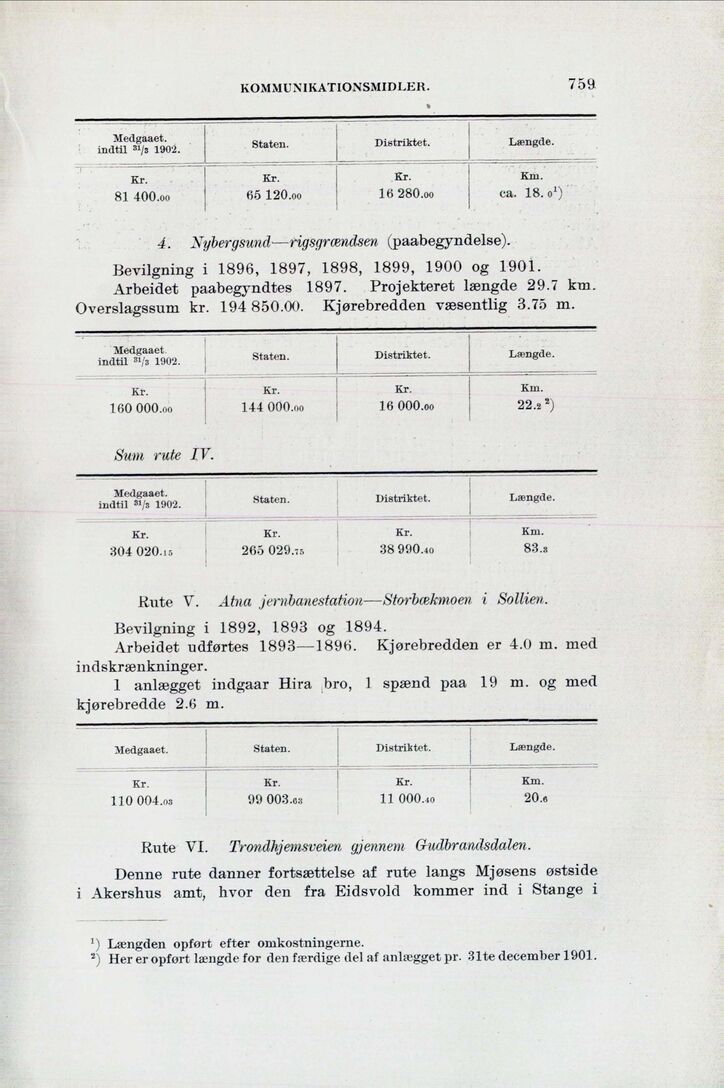 KOMMUNIKATIONSMIDLER. 759
Medgaaet. indtil 31/3 1902. Staten. Distriktet. Længde.
Kr. Kr. Kr. Km.
81 400.00 65 120.00 16 280.00 ca. 18.0¹)
4. Nybergsund—rigsgrændsen (paabegyndelse).
Bevilgning i 1896, 1897, 1898, 1899, 1900 og 1901.
Arbeidet paabegyndtes 1897. Projekteret længde 29.7 km.
Overslagssum kr. 194 850.00. Kjørebredden væsentlig 3.75 m.
Medgaaet indtil 31/3 1902. Staten. Distriktet. Længde.
Kr. Kr. Kr. Km.
160 000.00 144 000.00 16 000.00 22.2 ²)
Sum rute IV.
Medgaaet. indtil 31/3 1902. Staten. Distriktet. Længde.
Kr. Kr. Kr. Km.
304 020.15 265 029.75 38 990.40 83.3
Rute V. Atna jernbanestation—Storbækmoen i Sollien.
Bevilgning i 1892, 1893 og 1894.
Arbeidet udførtes 1893—1896. Kjørebredden er 4.0 m. med
indskrænkninger.
I anlægget indgaar Hira bro, 1 spænd paa 19 m. og med
kjørebredde 2.6 m.
Medgaaet. Staten. Distriktet. Længde.
Kr. Kr. Kr. Km.
110 004.03 99 003.63 11 000.40 20.6
Rute VI. Trondhjemsveien gjennem Gudbrandsdalen.
Denne rute danner fortsættelse af rute langs Mjøsens østside
i Akershus amt, hvor den fra Eidsvold kommer ind i Stange i
¹) Længden opført efter omkostningerne.
²) Her er opført længde for den færdige del af anlægget pr. 31te december 1901.